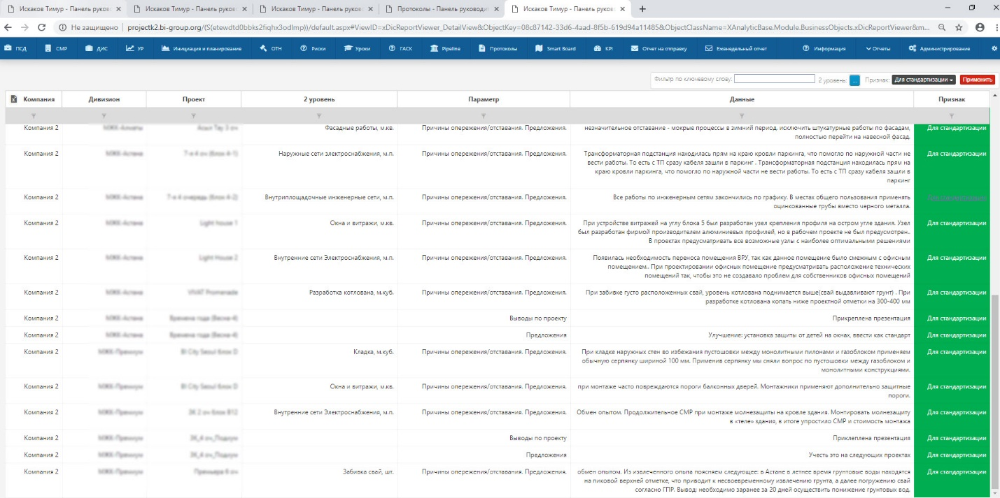 Искаков Тимур - Панель руков
Искаков Тимур - Панель руков
Искаков Тимур - Панель руков
Протоколы - Панель руководит
Искаков Тимур - Панель руков
Не защищено | projectk2.bi-group.org/(S(etewdtd0bbks2fiqhx3odlmp))/default.aspx#ViewID=xDicReportViewer_DetailView&ObjectKey=08c87142-33d6-4aad-8f5b-619d94a11485&ObjectClassName=XAnalyticBase.Module.BusinessObjects.xDicReportViewer&m...
ПСД СМР ДИС УР Инициация и планирование ОТН Риски Уроки ГАСК Pipeline Протоколы Smart Board KPI Отчет на отправку Еженедельный отчет Информация Отчеты Администрирование
Фильтр по ключевому слову: 2 уровень: ... Признак: Для стандартизации Применить
Компания Дивизион Проект 2 уровень Параметр Данные Признак
Компания 2 МЖК-Алматы Асыл Тау 3 оч Фасадные работы, м.кв. Причины опережения/отставания. Предложения. незначительное отставание - мокрые процессы в зимний период, исключить штукатурные работы по фасадам, Для стандартизации
полностью перейти на навесной фасад.
Компания 2 МЖК-Астана 7-я 4 оч (блок 4-1) Наружные сети электроснабжения, м.п. Причины опережения/отставания. Предложения. Трансформаторная подстанция находилась прям на краю кровли паркинга, что помогло по наружной части не Для стандартизации
вести работы. То есть с ТП сразу кабеля зашли в паркинг . Трансформаторная подстанция находилась прям на
краю кровли паркинга, что помогло по наружной части не вести работы. То есть с ТП сразу кабеля зашли в
паркинг
Компания 2 МЖК-Астана 7-я 4 очередь (блок 4-2) Внутриплощадочные инженерные сети, м.п. Причины опережения/отставания. Предложения. Все работы по инженерным сетям закончились по графику. В местах общего пользования применять Для стандартизации
оцинкованные трубы вместо черного металла.
Компания 2 МЖК-Астана Light house 1 Окна и витражи, м.кв. Причины опережения/отставания. Предложения. При устройстве витражей на углу блока 5 был разработан узел крепления профиля на остром угле здания. Узел Для стандартизации
был разработан фирмой производителем алюминиевых профилей, но в рабочем проекте не был предусмотрен..
В проектах предусматривать все возможные узлы с наиболее оптимальными решениями
Компания 2 МЖК-Астана Light House 2 Внутренние сети Электроснабжения, м.п. Причины опережения/отставания. Предложения. Появилась необходимость переноса помещения ВРУ, так как данное помещение было смежным с офисным Для стандартизации
помещением.. При проектировании офисных помещение предусматривать расположение технических
помещений так, чтобы это не создавало проблем для собственников офисных помещений
Компания 2 МЖК-Астана VIVAT Promenade Разработка котлована, м.куб. Причины опережения/отставания. Предложения. При забивке густо расположенных свай, уровень котлована поднимается выше(свай выдавливают грунт) . При Для стандартизации
разработке котлована копать ниже проектной отметки на 300-400 мм
Компания 2 МЖК-Астана Времена года (Весна-4) Выводы по проекту Прикреплена презентация Для стандартизации
Компания 2 МЖК-Астана Времена года (Весна-4) Предложения Улучшение: установка защиты от детей на окнах, ввести как стандарт Для стандартизации
Компания 2 МЖК-Премиум BI City Seoul блок D Кладка, м.куб. Причины опережения/отставания. Предложения. При кладке наружных стен во избежания пустошовки между монолитными пилонами и газоблоком применяем Для стандартизации
обычную серпянку шириной 100 мм. Применив серпянку мы сняли вопрос по пустошовки между газоблоком и
монолитными конструкциями.
Компания 2 МЖК-Премиум BI City Seoul блок D Окна и витражи, м.кв. Причины опережения/отставания. Предложения. при монтаже часто повреждаются пороги балконных дверей. Монтажники применяют дополнительно защитные Для стандартизации
пороги.
Компания 2 МЖК-Премиум Внутренние сети Электроснабжения, м.п. Причины опережения/отставания. Предложения. Обмен опытом. Продолжительное СМР при монтаже молнезащиты на кровле здания. Монтировать молнезащиту Для стандартизации
в «теле» здания, в итоге упростило СМР и стоимость монтажа
Компания 2 МЖК-Премиум Выводы по проекту Приклеплена презентация Для стандартизации
Компания 2 МЖК-Премиум Предложения Учесть это на следующих проектах Для стандартизации
Компания 2 МЖК-Премиум Премьера 6 оч Забивка свай, шт. Причины опережения/отставания. Предложения. обмен опытом. Из извлеченного опыта поясняем следующее: в Астане в летнее время грунтовые воды находятся Для стандартизации
на пиковой верхней отметке, что приводит к несвоевременному извлечению грунта, а далее погружению свай
согласно ГПР. Вывод: необходимо заранее за 20 дней осуществить понижение грунтовых вод.